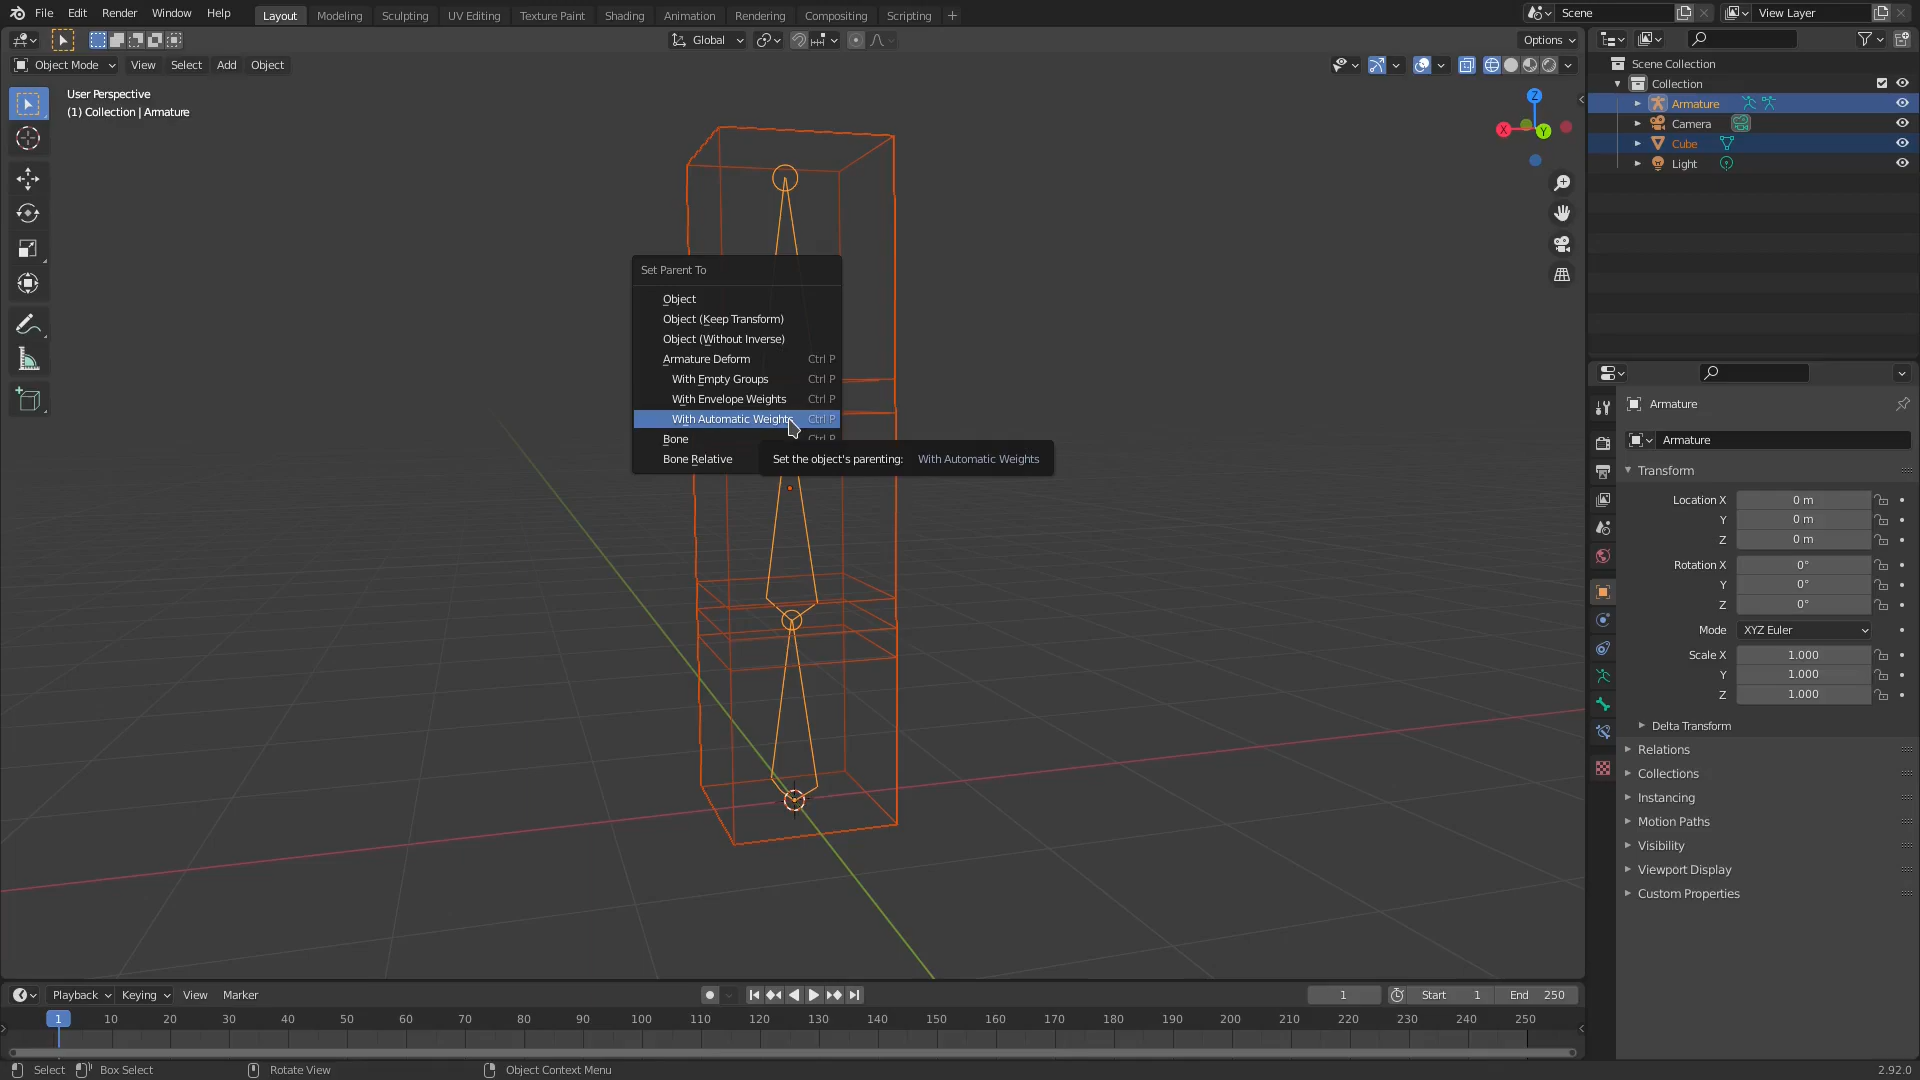 File Edit Render Window Help
Layout Modeling Sculpting UV Editing Texture Paint Shading Animation Rendering Compositing Scripting +
Scene
View Layer
Global
Options
Object Mode View Select Add Object
User Perspective
(1) Collection | Armature
Z
X
Y
Set Parent To
Object
Object (Keep Transform)
Object (Without Inverse)
Armature Deform Ctrl P
With Empty Groups Ctrl P
With Envelope Weights Ctrl P
With Automatic Weights Ctrl P
Bone Ctrl P
Bone Relative
Set the object's parenting: With Automatic Weights
Scene Collection
Collection
Armature
Camera
Cube
Light
Armature
Armature
Transform
Location X 0 m
Y 0 m
Z 0 m
Rotation X 0°
Y 0°
Z 0°
Mode XYZ Euler
Scale X 1.000
Y 1.000
Z 1.000
Delta Transform
Relations
Collections
Instancing
Motion Paths
Visibility
Viewport Display
Custom Properties
Playback Keying View Marker
1 Start 1 End 250
1 10 20 30 40 50 60 70 80 90 100 110 120 130 140 150 160 170 180 190 200 210 220 230 240 250
Select Box Select Rotate View Object Context Menu
2.92.0